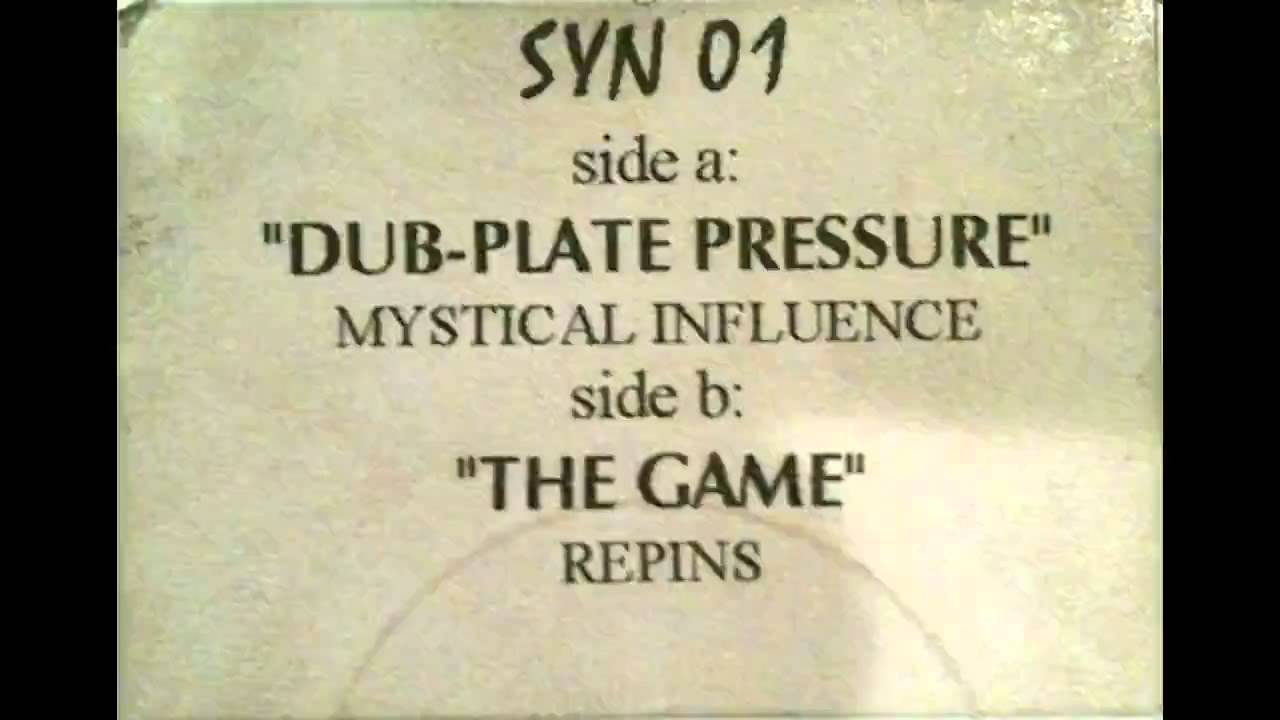 SYN 01
side a:
"DUB-PLATE PRESSURE"
MYSTICAL INFLUENCE
side b:
"THE GAME"
REPINS